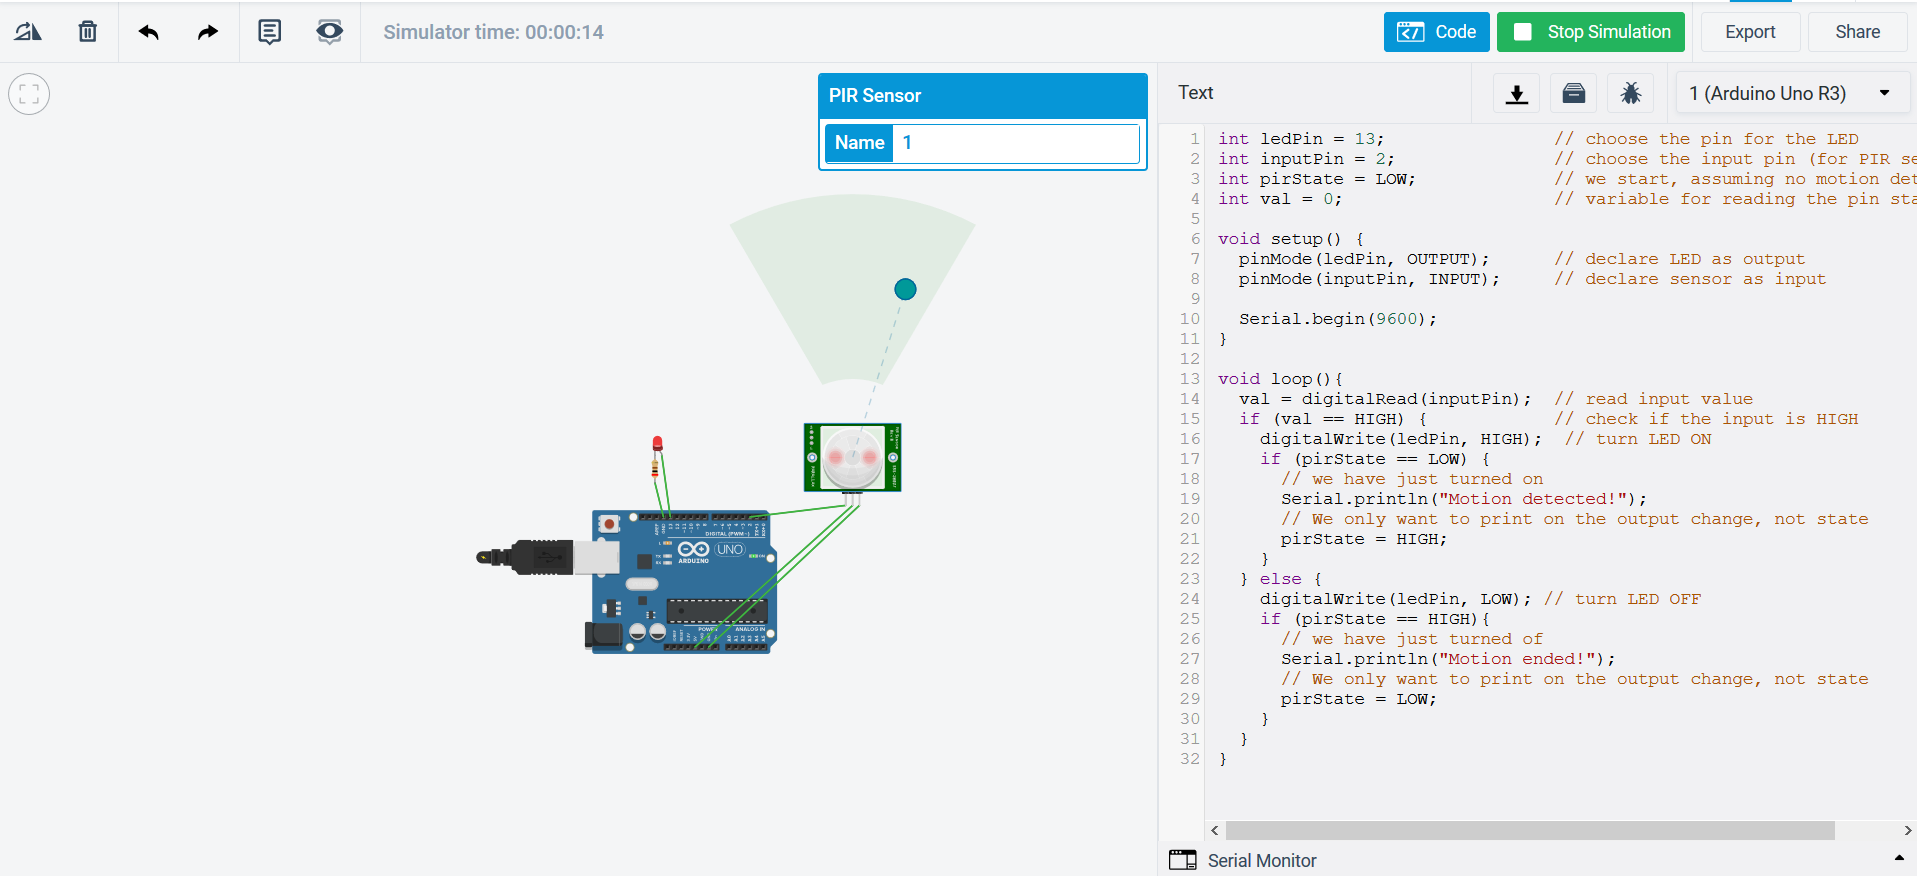 Simulator time: 00:00:14
Code
Stop Simulation
Export
Share
PIR Sensor
Name 1
Text
1 (Arduino Uno R3)
1 int ledPin = 13; // choose the pin for the LED
2 int inputPin = 2; // choose the input pin (for PIR se
3 int pirState = LOW; // we start, assuming no motion det
4 int val = 0; // variable for reading the pin sta
5
6 void setup() {
7 pinMode(ledPin, OUTPUT); // declare LED as output
8 pinMode(inputPin, INPUT); // declare sensor as input
9
10 Serial.begin(9600);
11 }
12
13 void loop(){
14 val = digitalRead(inputPin); // read input value
15 if (val == HIGH) { // check if the input is HIGH
16 digitalWrite(ledPin, HIGH); // turn LED ON
17 if (pirState == LOW) {
18 // we have just turned on
19 Serial.println("Motion detected!");
20 // We only want to print on the output change, not state
21 pirState = HIGH;
22 }
23 } else {
24 digitalWrite(ledPin, LOW); // turn LED OFF
25 if (pirState == HIGH){
26 // we have just turned of
27 Serial.println("Motion ended!");
28 // We only want to print on the output change, not state
29 pirState = LOW;
30 }
31 }
32 }
DIGITAL (PWM~)
UNO
ARDUINO
POWER
ANALOG IN
Serial Monitor